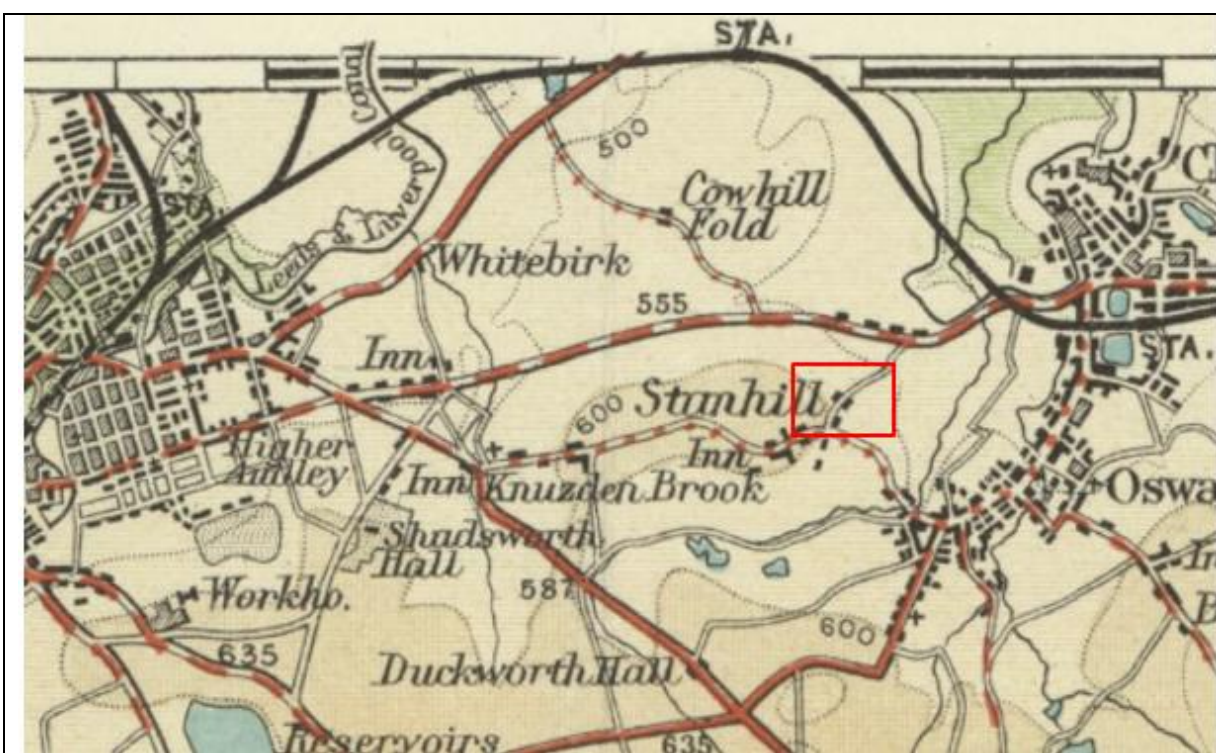 STA.
Canal
Leeds & Liverpool
500
Cowhill
Fold
STA.
Whitebirk
555
STA.
Inn
600
Stanhill
Higher
Audley
Inn
Inn
Knuzden Brook
Oswa
Shadsworth
Hall
587
Workho.
600
635
Duckworth Hall
Reservoirs
635